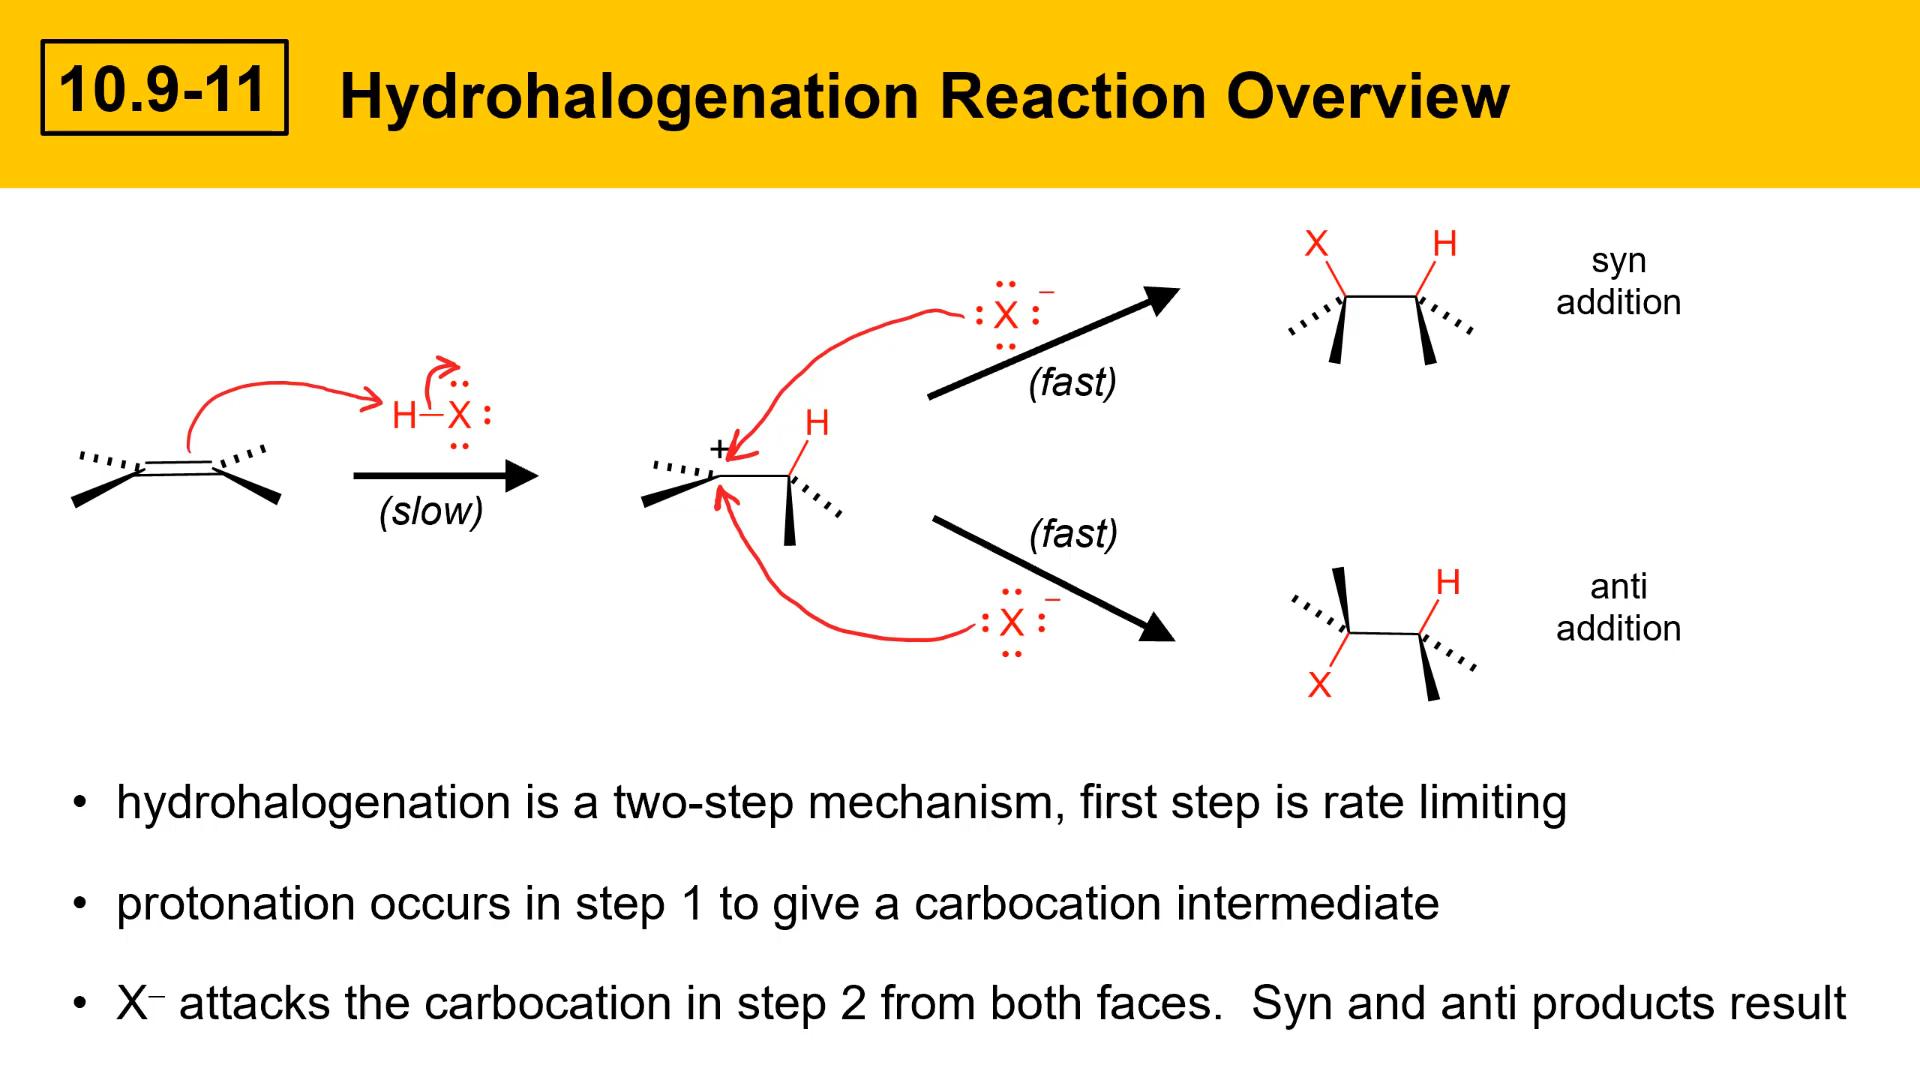 10.9-11 Hydrohalogenation Reaction Overview
X H
syn
addition
X –
(fast)
H–X
+ H
(slow)
(fast)
X –
H
anti
addition
X
• hydrohalogenation is a two-step mechanism, first step is rate limiting
• protonation occurs in step 1 to give a carbocation intermediate
• X– attacks the carbocation in step 2 from both faces. Syn and anti products result